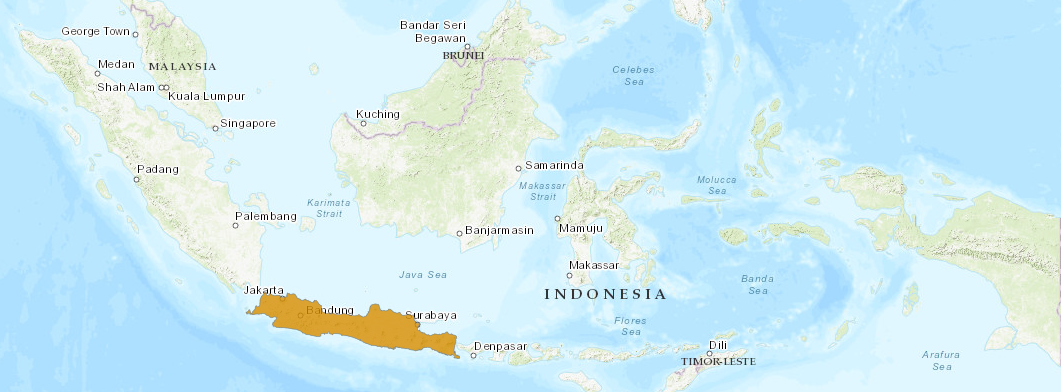 Bandar Seri
Begawan
George Town
BRUNEI
Medan
MALAYSIA
Celebes
Sea
Shah Alam
Kuala Lumpur
Kuching
Singapore
Samarinda
Padang
Molucca
Sea
Makassar
Strait
Karimata
Strait
Palembang
Banjarmasin
Mamuju
Makassar
Java Sea
Banda
Sea
Jakarta
INDONESIA
Bandung
Surabaya
Flores
Sea
Denpasar
Dili
TIMOR-LESTE
Arafura
Sea